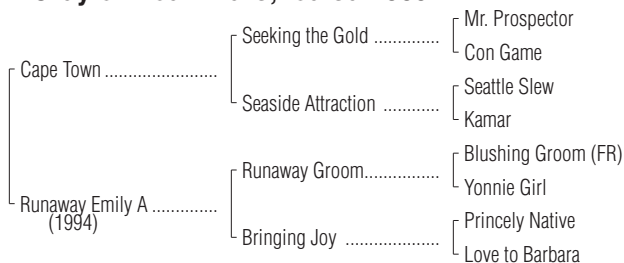 Seeking the Gold .............
Mr. Prospector
Con Game
Cape Town .......................
Seaside Attraction ............
Seattle Slew
Kamar
Runaway Groom................
Blushing Groom (FR)
Yonnie Girl
Runaway Emily A .............
(1994)
Bringing Joy ....................
Princely Native
Love to Barbara